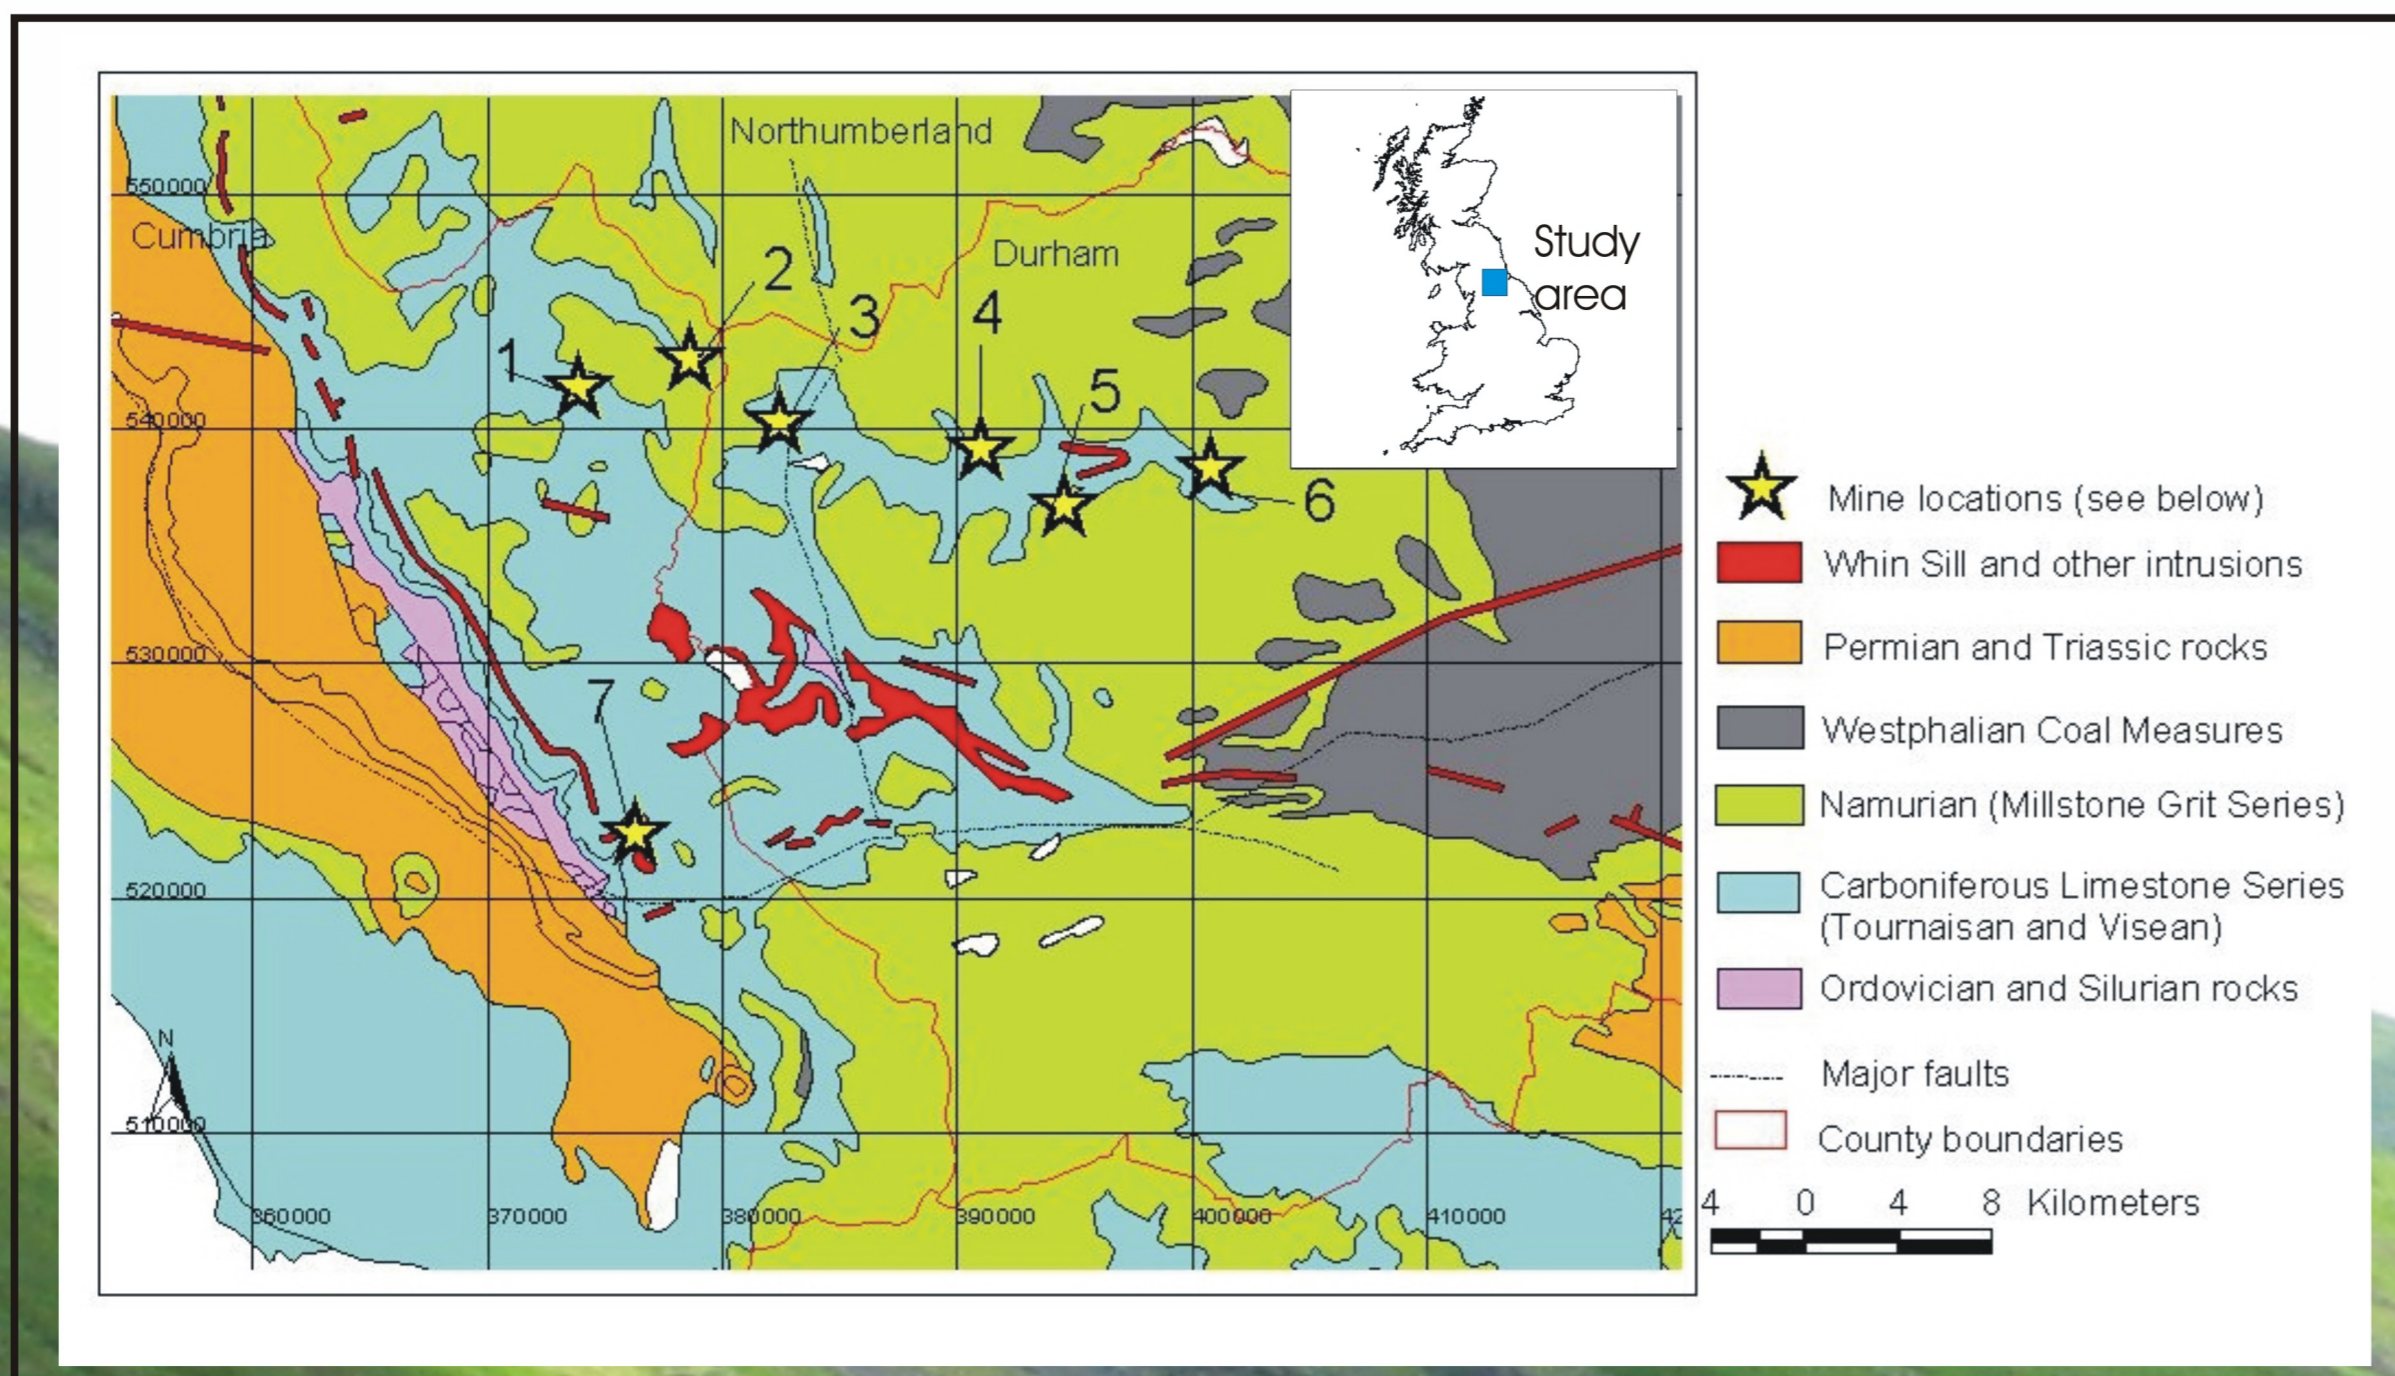 Northumberland
550000
Cumbria
Durham
Study
area
2
3
4
1
5
540000
6
530000
7
520000
N
510000
360000
370000
380000
390000
400000
410000
42
Mine locations (see below)
Whin Sill and other intrusions
Permian and Triassic rocks
Westphalian Coal Measures
Namurian (Millstone Grit Series)
Carboniferous Limestone Series
(Tournaisan and Visean)
Ordovician and Silurian rocks
Major faults
County boundaries
4 0 4 8 Kilometers